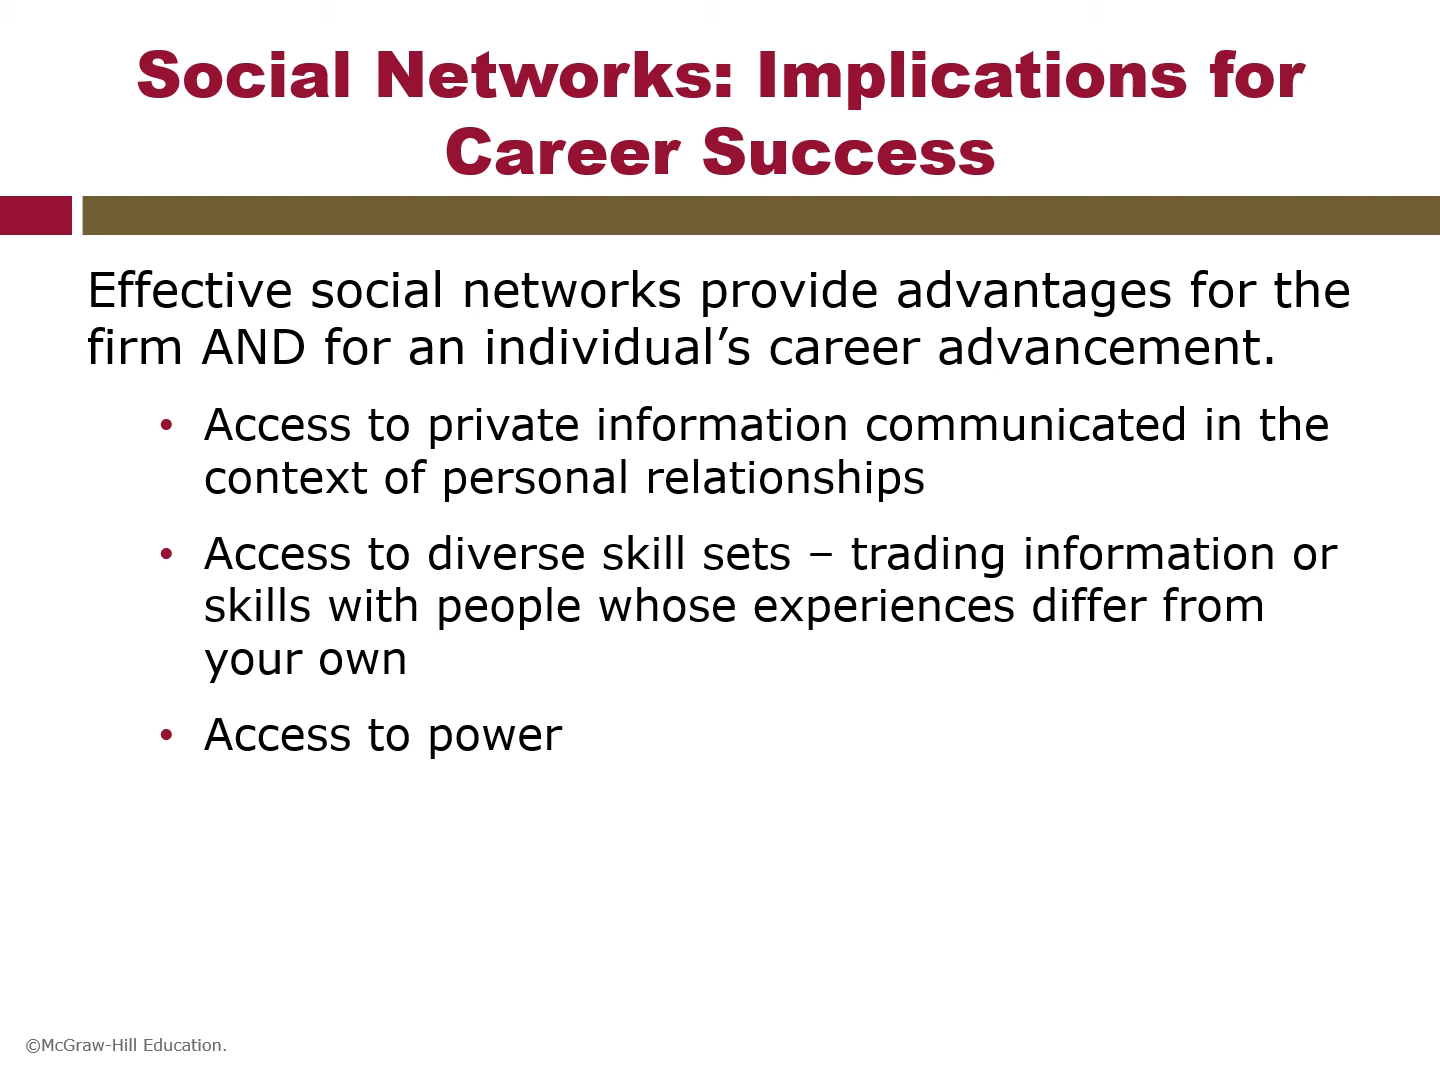 Social Networks: Implications for
Career Success
Effective social networks provide advantages for the
firm AND for an individual’s career advancement.
• Access to private information communicated in the
context of personal relationships
• Access to diverse skill sets – trading information or
skills with people whose experiences differ from
your own
• Access to power
©McGraw-Hill Education.